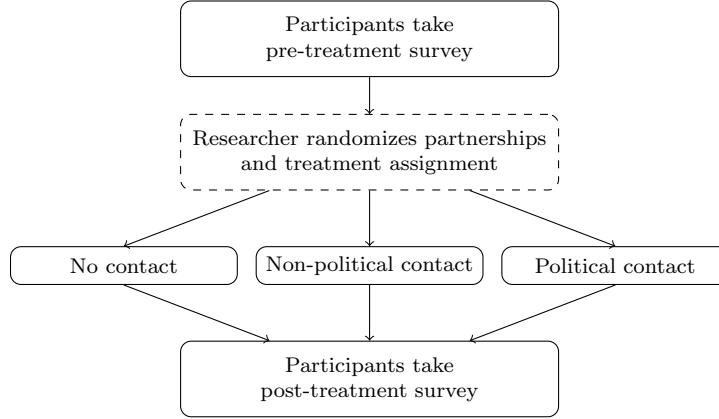 Participants take
pre-treatment survey
Researcher randomizes partnerships
and treatment assignment
No contact
Non-political contact
Political contact
Participants take
post-treatment survey